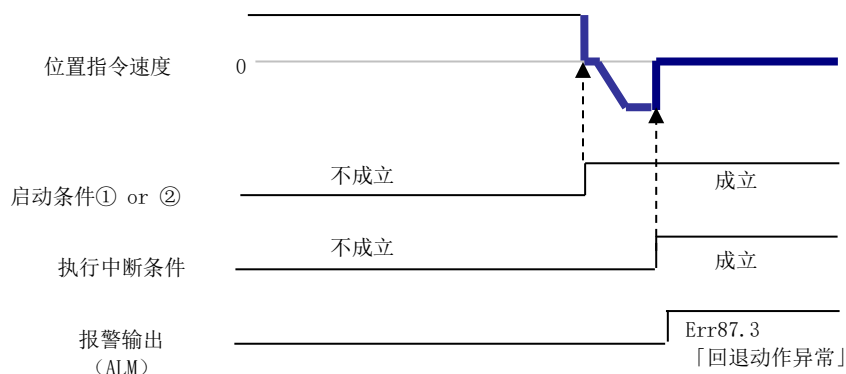 位置指令速度
0
启动条件① or ②
不成立
成立
执行中断条件
不成立
成立
报警输出
（ALM）
Err87.3
「回退动作异常」